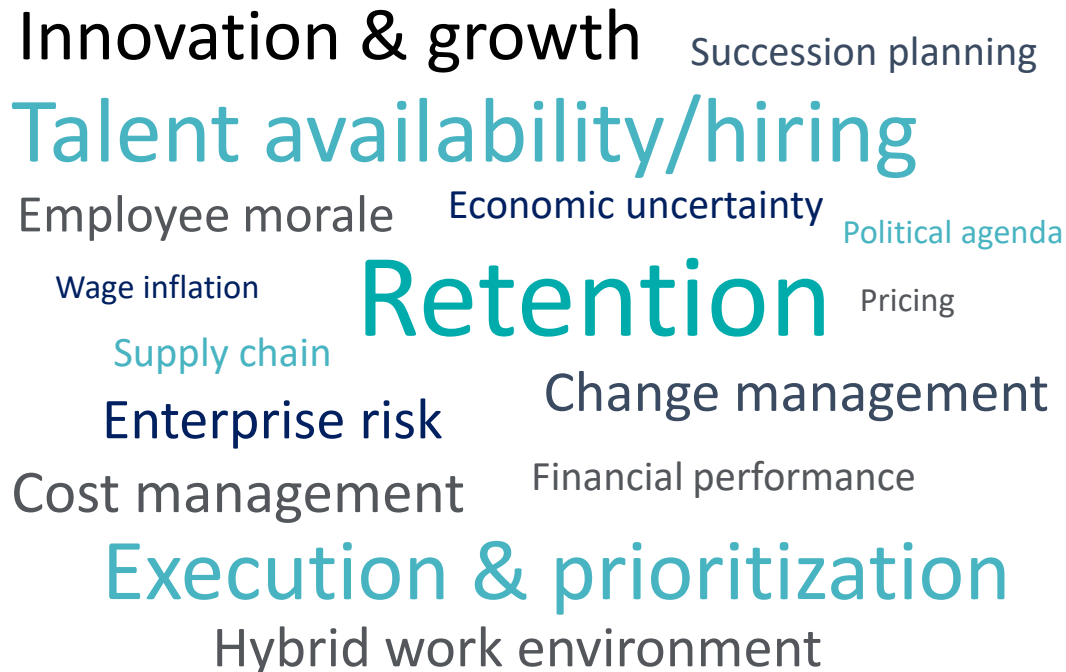 Innovation & growth
Succession planning
Talent availability/hiring
Employee morale
Economic uncertainty
Political agenda
Wage inflation
Retention
Pricing
Supply chain
Change management
Enterprise risk
Financial performance
Cost management
Execution & prioritization
Hybrid work environment